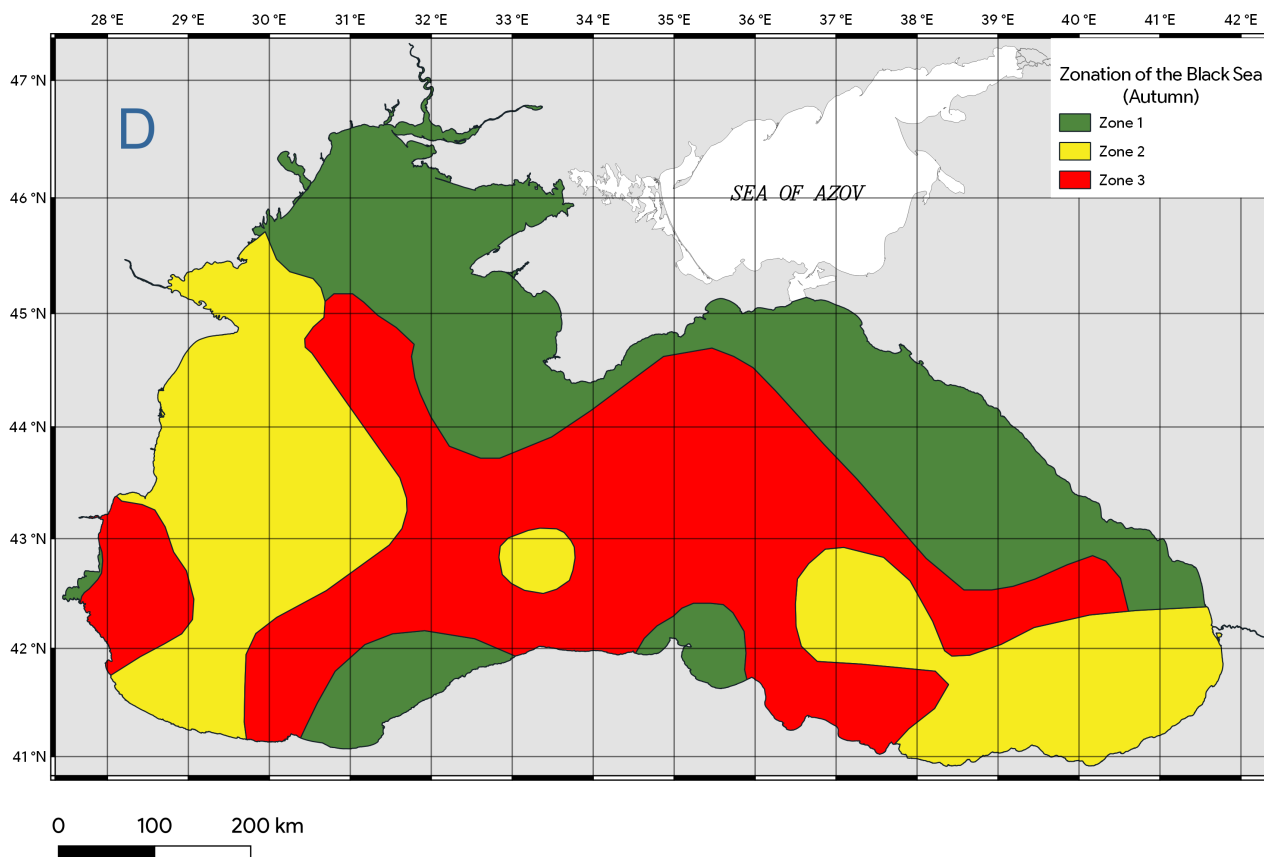 28°E 29°E 30°E 31°E 32°E 33°E 34°E 35°E 36°E 37°E 38°E 39°E 40°E 41°E 42°E
47°N
46°N
45°N
44°N
43°N
42°N
41°N
D
SEA OF AZOV
Zonation of the Black Sea
(Autumn)
Zone 1
Zone 2
Zone 3
0 100 200 km